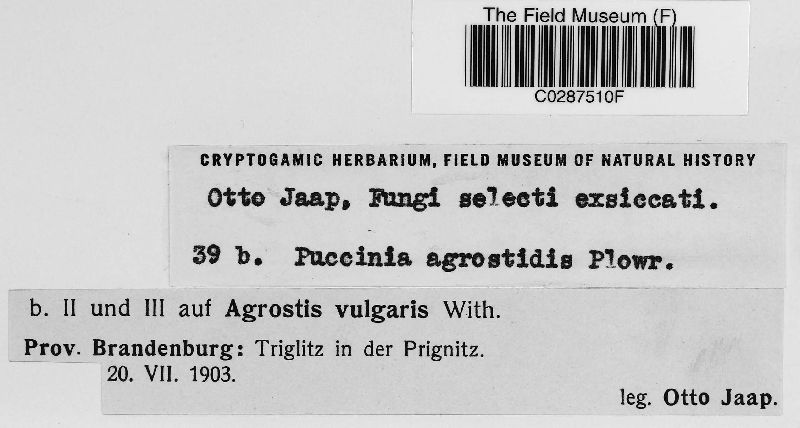 The Field Museum (F)
C0287510F
CRYPTOGAMIC HERBARIUM, FIELD MUSEUM OF NATURAL HISTORY
Otto Jaap, Fungi selecti exsiccati.
39 b. Puccinia agrostidis Plowr.
b. II und III auf Agrostis vulgaris With.
Prov. Brandenburg: Triglitz in der Prignitz.
20. VII. 1903.
leg. Otto Jaap.